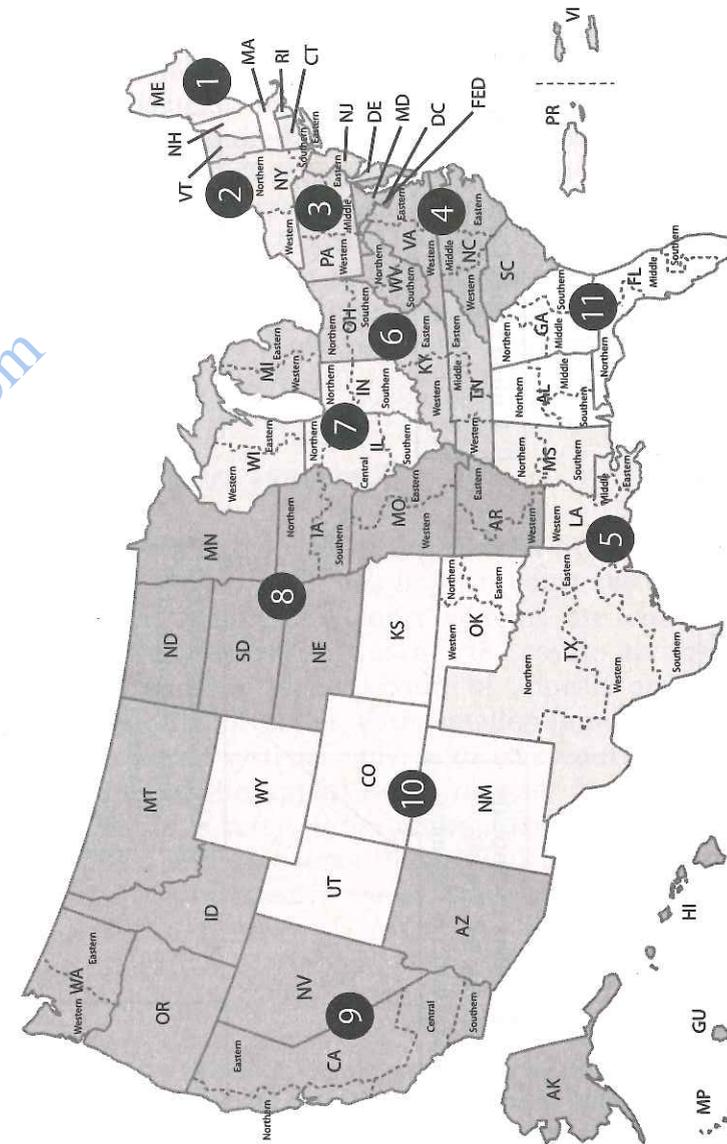 WA
Western
Eastern
OR
ID
MT
ND
MN
SD
NE
8
WY
NV
9
CA
Eastern
Northern
Central
Southern
UT
CO
10
AZ
NM
KS
OK
Western
Northern
Eastern
TX
Northern
Eastern
Western
Southern
IA
Northern
Southern
MO
Eastern
Western
AR
Eastern
Western
LA
Western
Middle
Eastern
5
MS
Northern
Southern
WI
Western
Eastern
MI
Western
Eastern
7
IL
Northern
Central
Southern
IN
Northern
Southern
OH
Northern
Southern
6
KY
Western
Eastern
TN
Western
Middle
Eastern
AL
Northern
Middle
Southern
GA
Northern
Middle
Southern
11
FL
Northern
Middle
Southern
SC
NC
Western
Middle
Eastern
4
VA
Western
Eastern
WV
Northern
Southern
PA
Western
Middle
Eastern
3
NY
Western
Northern
Southern
Eastern
2
VT
NH
ME
1
MA
RI
CT
NJ
DE
MD
DC
FED
PR
VI
AK
HI
GU
MP
om